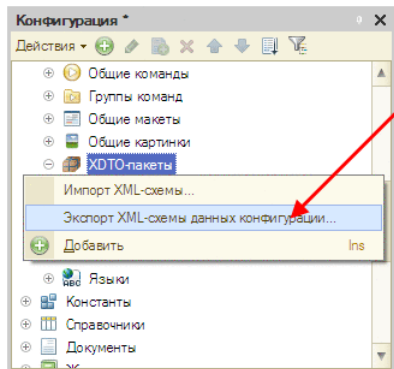 Конфигурация *
Действия
Общие команды
Группы команд
Общие макеты
Общие картинки
XDTO-пакеты
Импорт XML-схемы...
Экспорт XML-схемы данных конфигурации...
Добавить Ins
Языки
Константы
Справочники
Документы